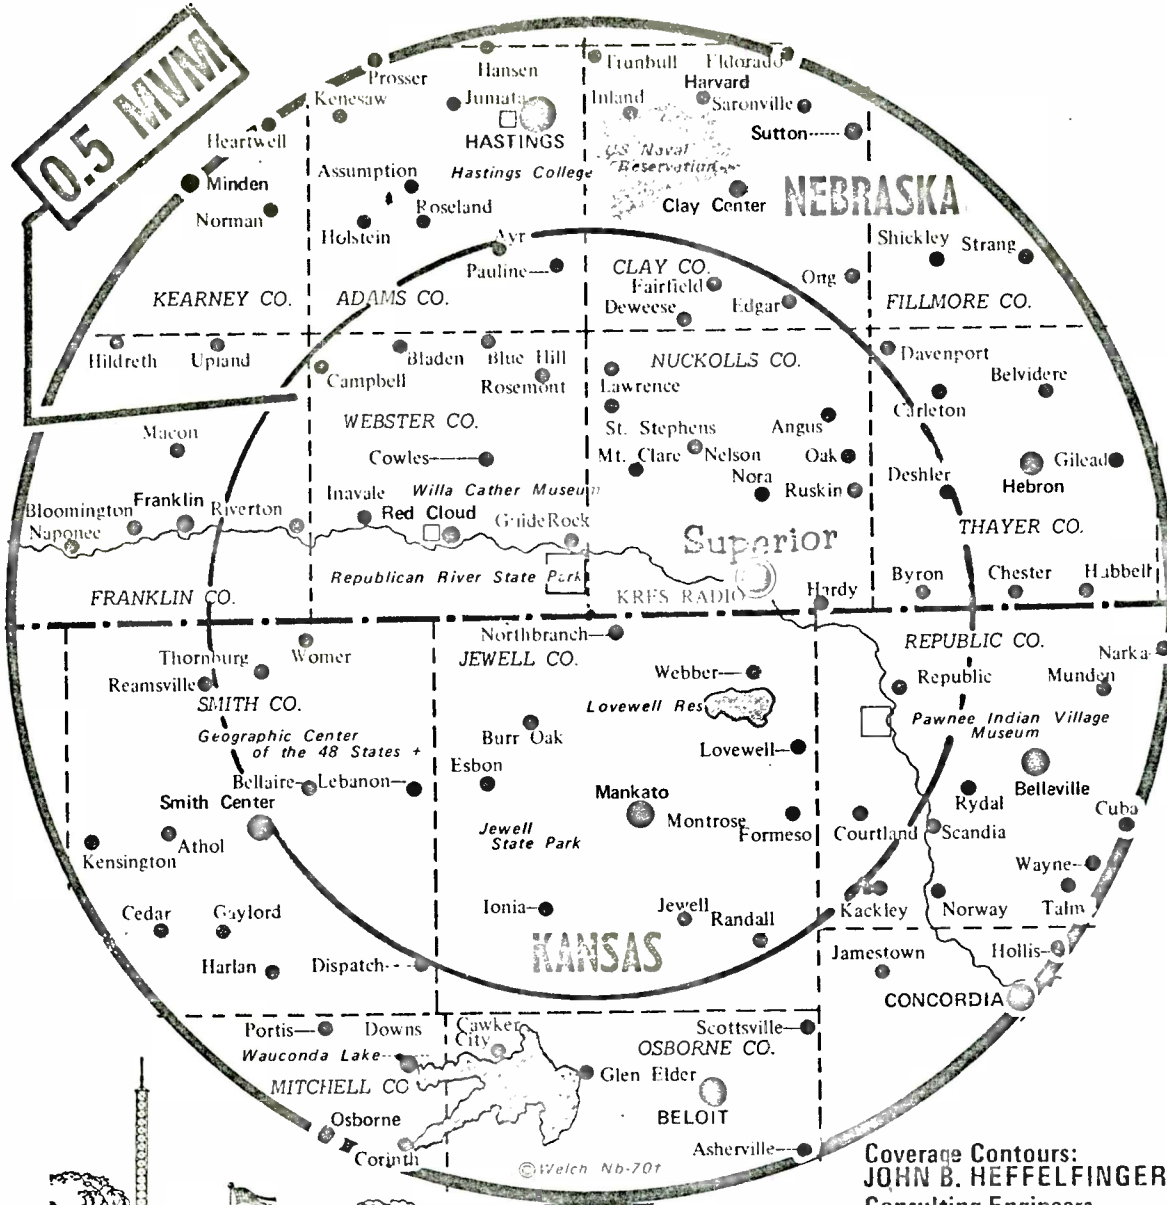 0.5 MVM
Prosser
Hansen
Trunbull
Eldorado
Kenesaw
Jumata
Inland
Harvard
Saronville
Heartwell
HASTINGS
Sutton
Minden
Assumption
Hastings College
US Naval
Reservation
NEBRASKA
Norman
Roseland
Clay Center
Holstein
Ayr
Shickley
Strang
Pauline
CLAY CO.
Ong
KEARNEY CO.
ADAMS CO.
Fairfield
Deweese
Edgar
FILLMORE CO.
Hildreth
Upland
Bladen
Blue Hill
NUCKOLLS CO.
Davenport
Campbell
Rosemont
Lawrence
Belvidere
WEBSTER CO.
Carleton
Macon
St. Stephens
Angus
Cowles
Mt. Clare
Nelson
Oak
Gilead
Nora
Deshler
Hebron
Bloomington
Franklin
Riverton
Inavale
Willa Cather Museum
Ruskin
Naponee
Red Cloud
Guide Rock
Superior
THAYER CO.
Republican River State Park
Byron
Chester
Hubbell
FRANKLIN CO.
KRFS RADIO
Hardy
Northbranch
REPUBLIC CO.
Thornburg
Womer
JEWELL CO.
Narka
Reamsville
Webber
Republic
Munden
SMITH CO.
Lovewell Res
Pawnee Indian Village
Museum
Geographic Center
of the 48 States +
Burr Oak
Lovewell
Bellaire
Lebanon
Esbon
Smith Center
Mankato
Rydal
Belleville
Montrose
Formoso
Courtland
Scandia
Cuba
Athol
Jewell
State Park
Kensington
Wayne
Cedar
Gaylord
Ionia
Jewell
Randall
Kackley
Norway
Talm
KANSAS
Harlan
Dispatch
Jamestown
Hollis
CONCORDIA
Portis
Downs
Cawker
City
Scottsville
Wauconda Lake
OSBORNE CO.
MITCHELL CO
Glen Elder
Osborne
BELOIT
Corinth
Asherville
©Welch Nb-70†
Coverage Contours:
JOHN B. HEFFELFINGER
Consulting Engineers